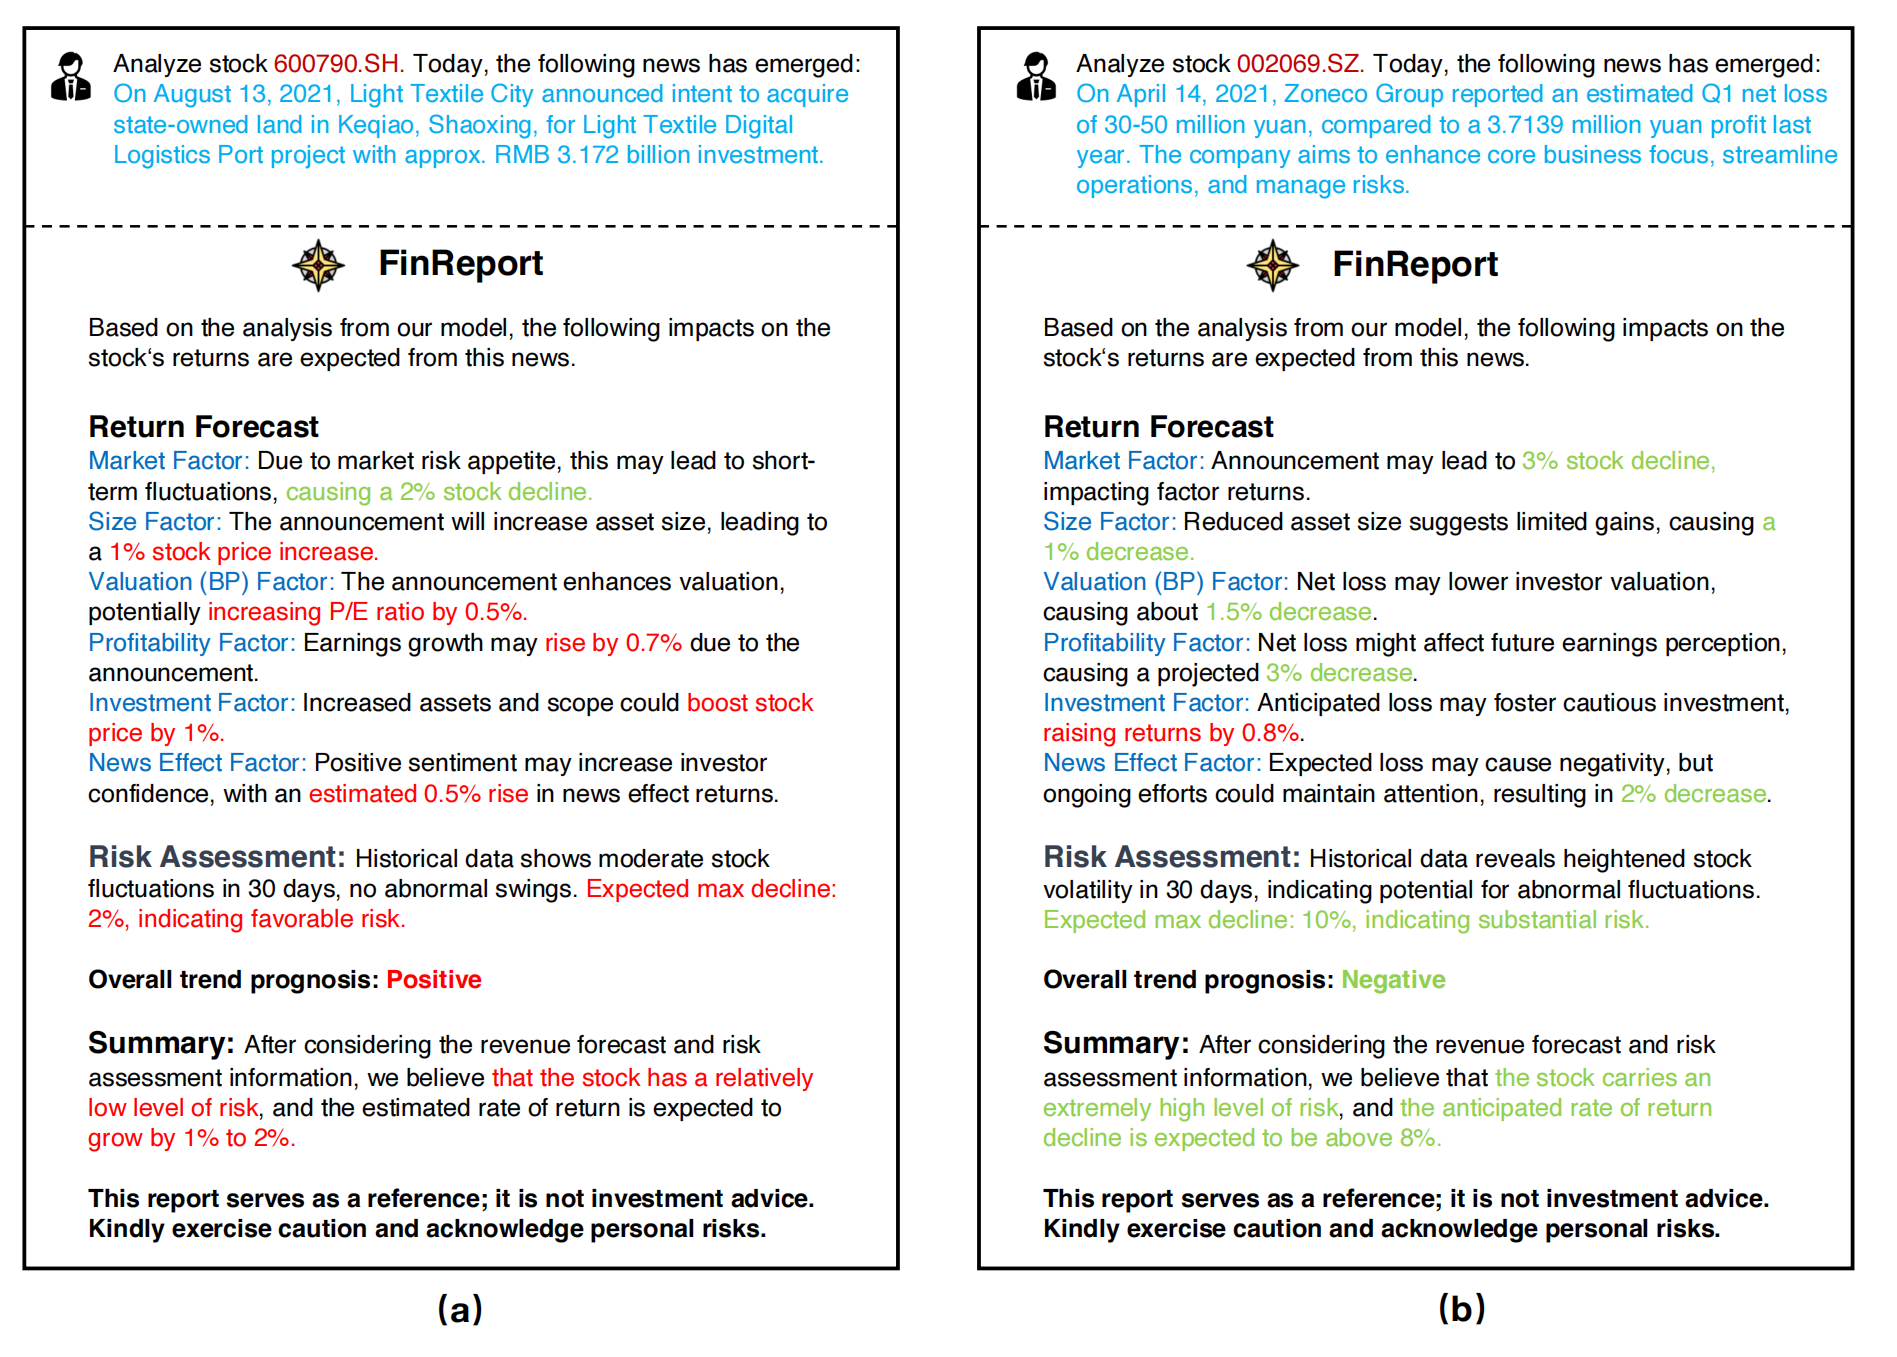 Analyze stock 600790.SH. Today, the following news has emerged:
On August 13, 2021, Light Textile City announced intent to acquire
state-owned land in Keqiao, Shaoxing, for Light Textile Digital
Logistics Port project with approx. RMB 3.172 billion investment.
FinReport
Based on the analysis from our model, the following impacts on the
stock‘s returns are expected from this news.
Return Forecast
Market Factor: Due to market risk appetite, this may lead to short-
term fluctuations, causing a 2% stock decline.
Size Factor: The announcement will increase asset size, leading to
a 1% stock price increase.
Valuation (BP) Factor: The announcement enhances valuation,
potentially increasing P/E ratio by 0.5%.
Profitability Factor: Earnings growth may rise by 0.7% due to the
announcement.
Investment Factor: Increased assets and scope could boost stock
price by 1%.
News Effect Factor: Positive sentiment may increase investor
confidence, with an estimated 0.5% rise in news effect returns.
Risk Assessment: Historical data shows moderate stock
fluctuations in 30 days, no abnormal swings. Expected max decline:
2%, indicating favorable risk.
Overall trend prognosis: Positive
Summary: After considering the revenue forecast and risk
assessment information, we believe that the stock has a relatively
low level of risk, and the estimated rate of return is expected to
grow by 1% to 2%.
This report serves as a reference; it is not investment advice.
Kindly exercise caution and acknowledge personal risks.
(a)
Analyze stock 002069.SZ. Today, the following news has emerged:
On April 14, 2021, Zoneco Group reported an estimated Q1 net loss
of 30-50 million yuan, compared to a 3.7139 million yuan profit last
year. The company aims to enhance core business focus, streamline
operations, and manage risks.
FinReport
Based on the analysis from our model, the following impacts on the
stock‘s returns are expected from this news.
Return Forecast
Market Factor: Announcement may lead to 3% stock decline,
impacting factor returns.
Size Factor: Reduced asset size suggests limited gains, causing a
1% decrease.
Valuation (BP) Factor: Net loss may lower investor valuation,
causing about 1.5% decrease.
Profitability Factor: Net loss might affect future earnings perception,
causing a projected 3% decrease.
Investment Factor: Anticipated loss may foster cautious investment,
raising returns by 0.8%.
News Effect Factor: Expected loss may cause negativity, but
ongoing efforts could maintain attention, resulting in 2% decrease.
Risk Assessment: Historical data reveals heightened stock
volatility in 30 days, indicating potential for abnormal fluctuations.
Expected max decline: 10%, indicating substantial risk.
Overall trend prognosis: Negative
Summary: After considering the revenue forecast and risk
assessment information, we believe that the stock carries an
extremely high level of risk, and the anticipated rate of return
decline is expected to be above 8%.
This report serves as a reference; it is not investment advice.
Kindly exercise caution and acknowledge personal risks.
(b)